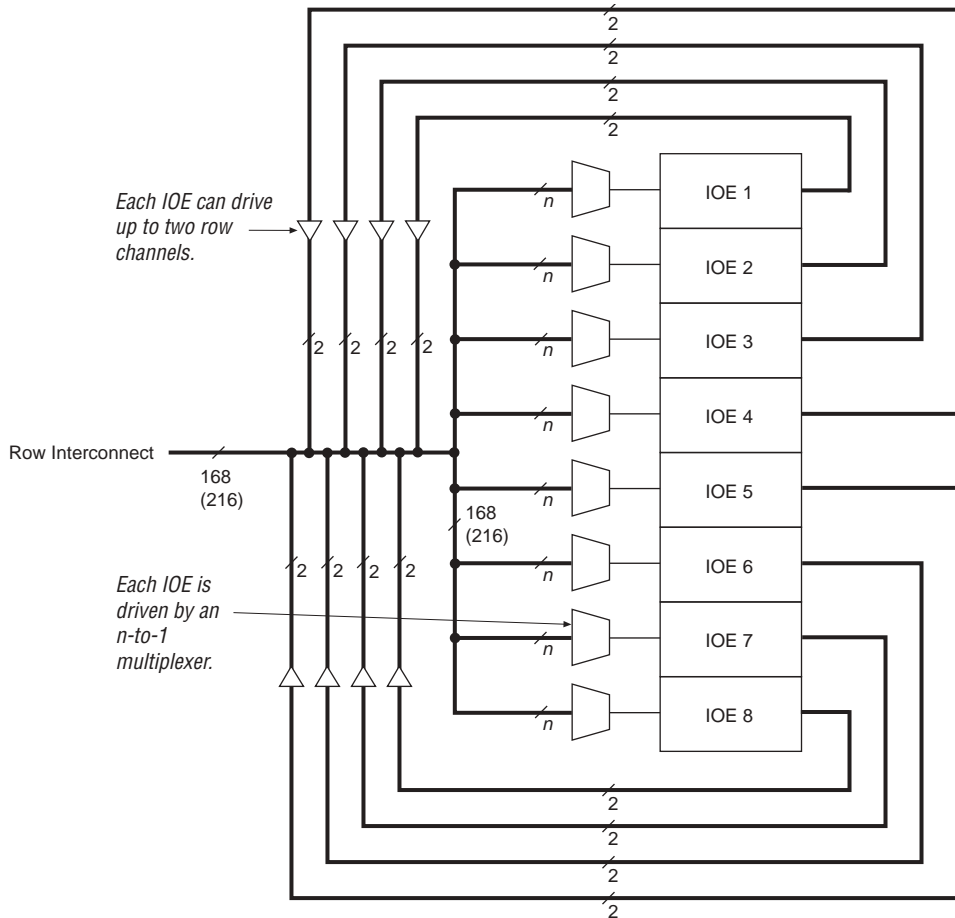 2
2
2
2
Each IOE can drive
up to two row
channels.
n
IOE 1
n
IOE 2
2
2
2
2
n
IOE 3
n
IOE 4
Row Interconnect
168
(216)
n
IOE 5
168
(216)
2
2
2
2
n
IOE 6
Each IOE is
driven by an
n-to-1
multiplexer.
n
IOE 7
n
IOE 8
2
2
2
2